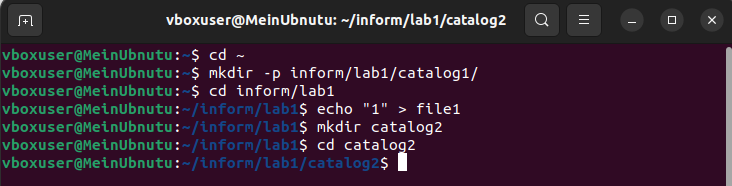 vboxuser@MeinUbnutu: ~/inform/lab1/catalog2
vboxuser@MeinUbnutu:~$ cd ~
vboxuser@MeinUbnutu:~$ mkdir -p inform/lab1/catalog1/
vboxuser@MeinUbnutu:~$ cd inform/lab1
vboxuser@MeinUbnutu:~/inform/lab1$ echo "1" > file1
vboxuser@MeinUbnutu:~/inform/lab1$ mkdir catalog2
vboxuser@MeinUbnutu:~/inform/lab1$ cd catalog2
vboxuser@MeinUbnutu:~/inform/lab1/catalog2$